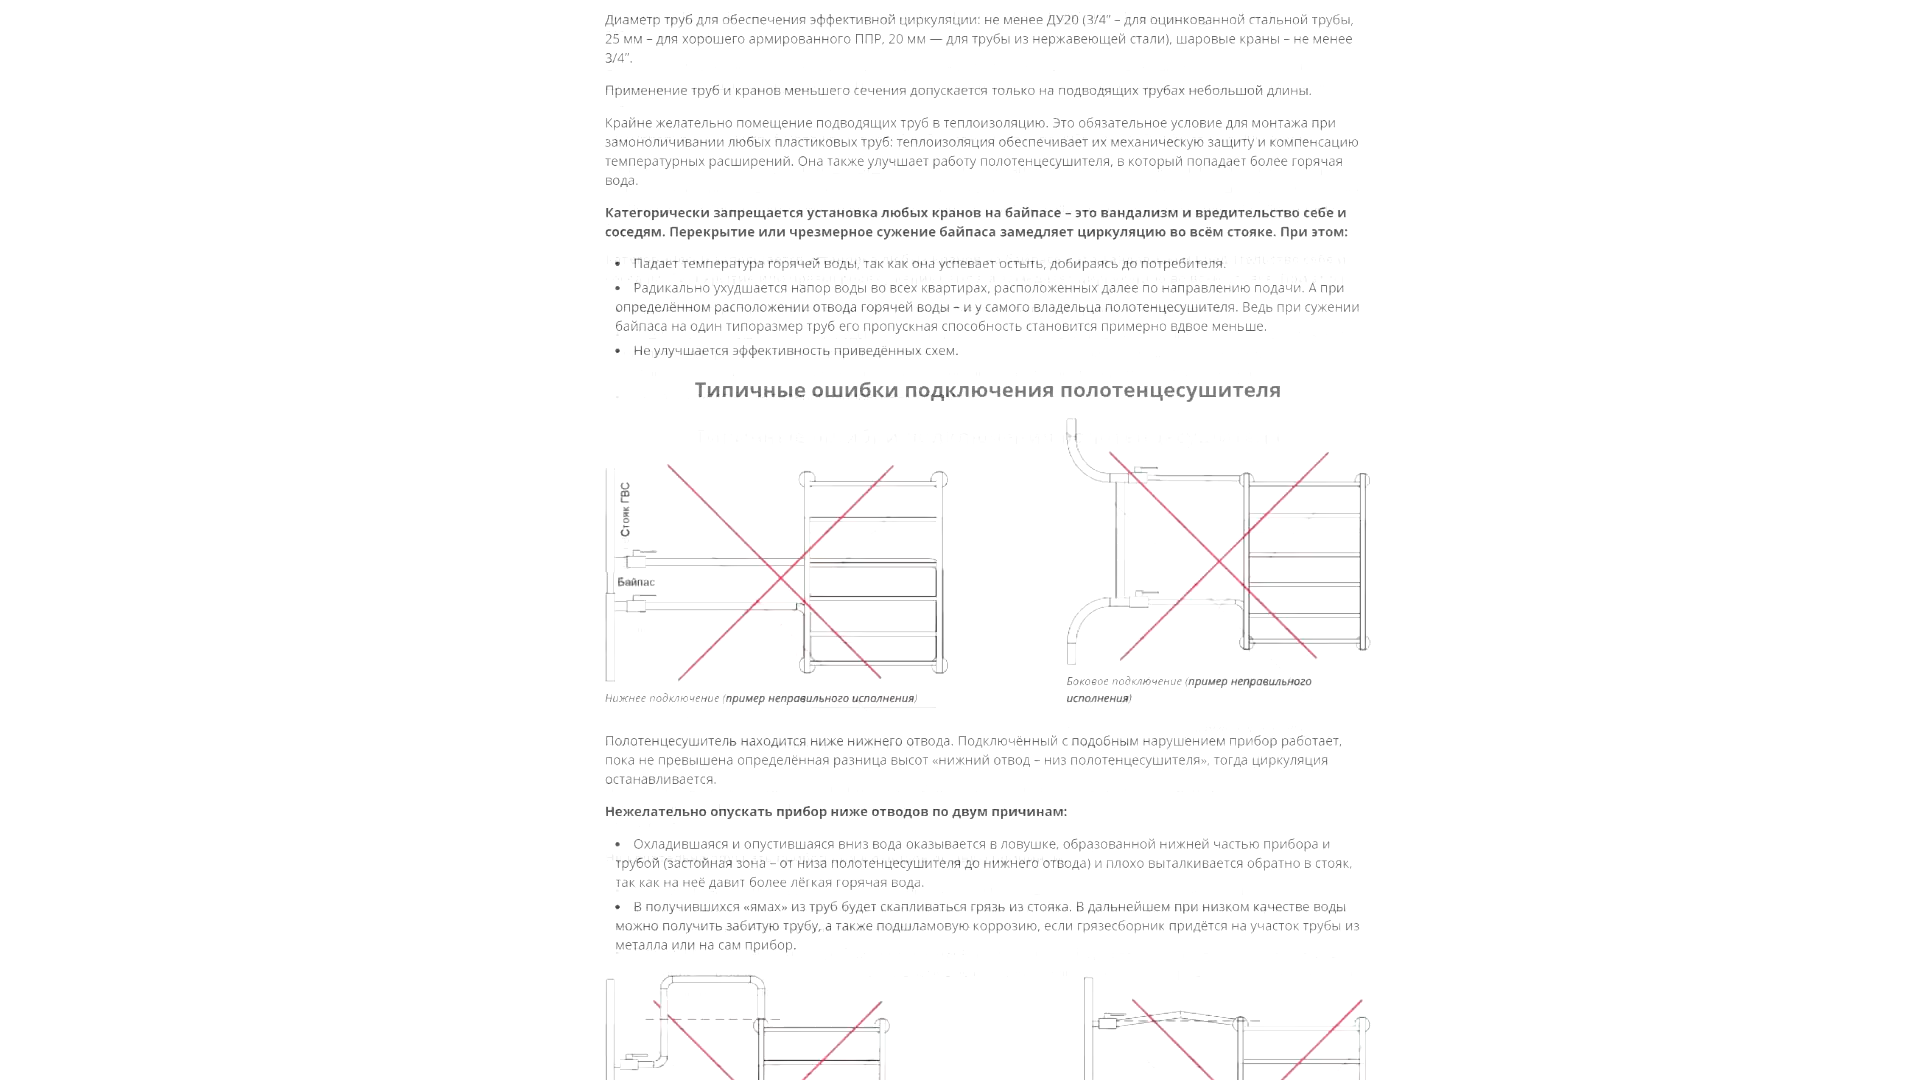 Диаметр труб для обеспечения эффективной циркуляции: не менее ДУ20 (3/4” – для оцинкованной стальной трубы,
25 мм – для хорошего армированного ППР, 20 мм — для трубы из нержавеющей стали), шаровые краны – не менее
3/4”.
Применение труб и кранов меньшего сечения допускается только на подводящих трубах небольшой длины.
Крайне желательно помещение подводящих труб в теплоизоляцию. Это обязательное условие для монтажа при
замоноличивании любых пластиковых труб: теплоизоляция обеспечивает их механическую защиту и компенсацию
температурных расширений. Она также улучшает работу полотенцесушителя, в который попадает более горячая
вода.
Категорически запрещается установка любых кранов на байпасе – это вандализм и вредительство себе и
соседям. Перекрытие или чрезмерное сужение байпаса замедляет циркуляцию во всём стояке. При этом:
• Падает температура горячей воды, так как она успевает остыть, добираясь до потребителя.
• Радикально ухудшается напор воды во всех квартирах, расположенных далее по направлению подачи. А при
определённом расположении отвода горячей воды – и у самого владельца полотенцесушителя. Ведь при сужении
байпаса на один типоразмер труб его пропускная способность становится примерно вдвое меньше.
• Не улучшается эффективность приведённых схем.
Типичные ошибки подключения полотенцесушителя
Стояк ГВС
Байпас
Нижнее подключение (пример неправильного исполнения)
Боковое подключение (пример неправильного
исполнения)
Полотенцесушитель находится ниже нижнего отвода. Подключённый с подобным нарушением прибор работает,
пока не превышена определённая разница высот «нижний отвод – низ полотенцесушителя», тогда циркуляция
останавливается.
Нежелательно опускать прибор ниже отводов по двум причинам:
• Охладившаяся и опустившаяся вниз вода оказывается в ловушке, образованной нижней частью прибора и
трубой (застойная зона – от низа полотенцесушителя до нижнего отвода) и плохо выталкивается обратно в стояк,
так как на неё давит более лёгкая горячая вода.
• В получившихся «ямах» из труб будет скапливаться грязь из стояка. В дальнейшем при низком качестве воды
можно получить забитую трубу, а также подшламовую коррозию, если грязесборник придётся на участок трубы из
металла или на сам прибор.